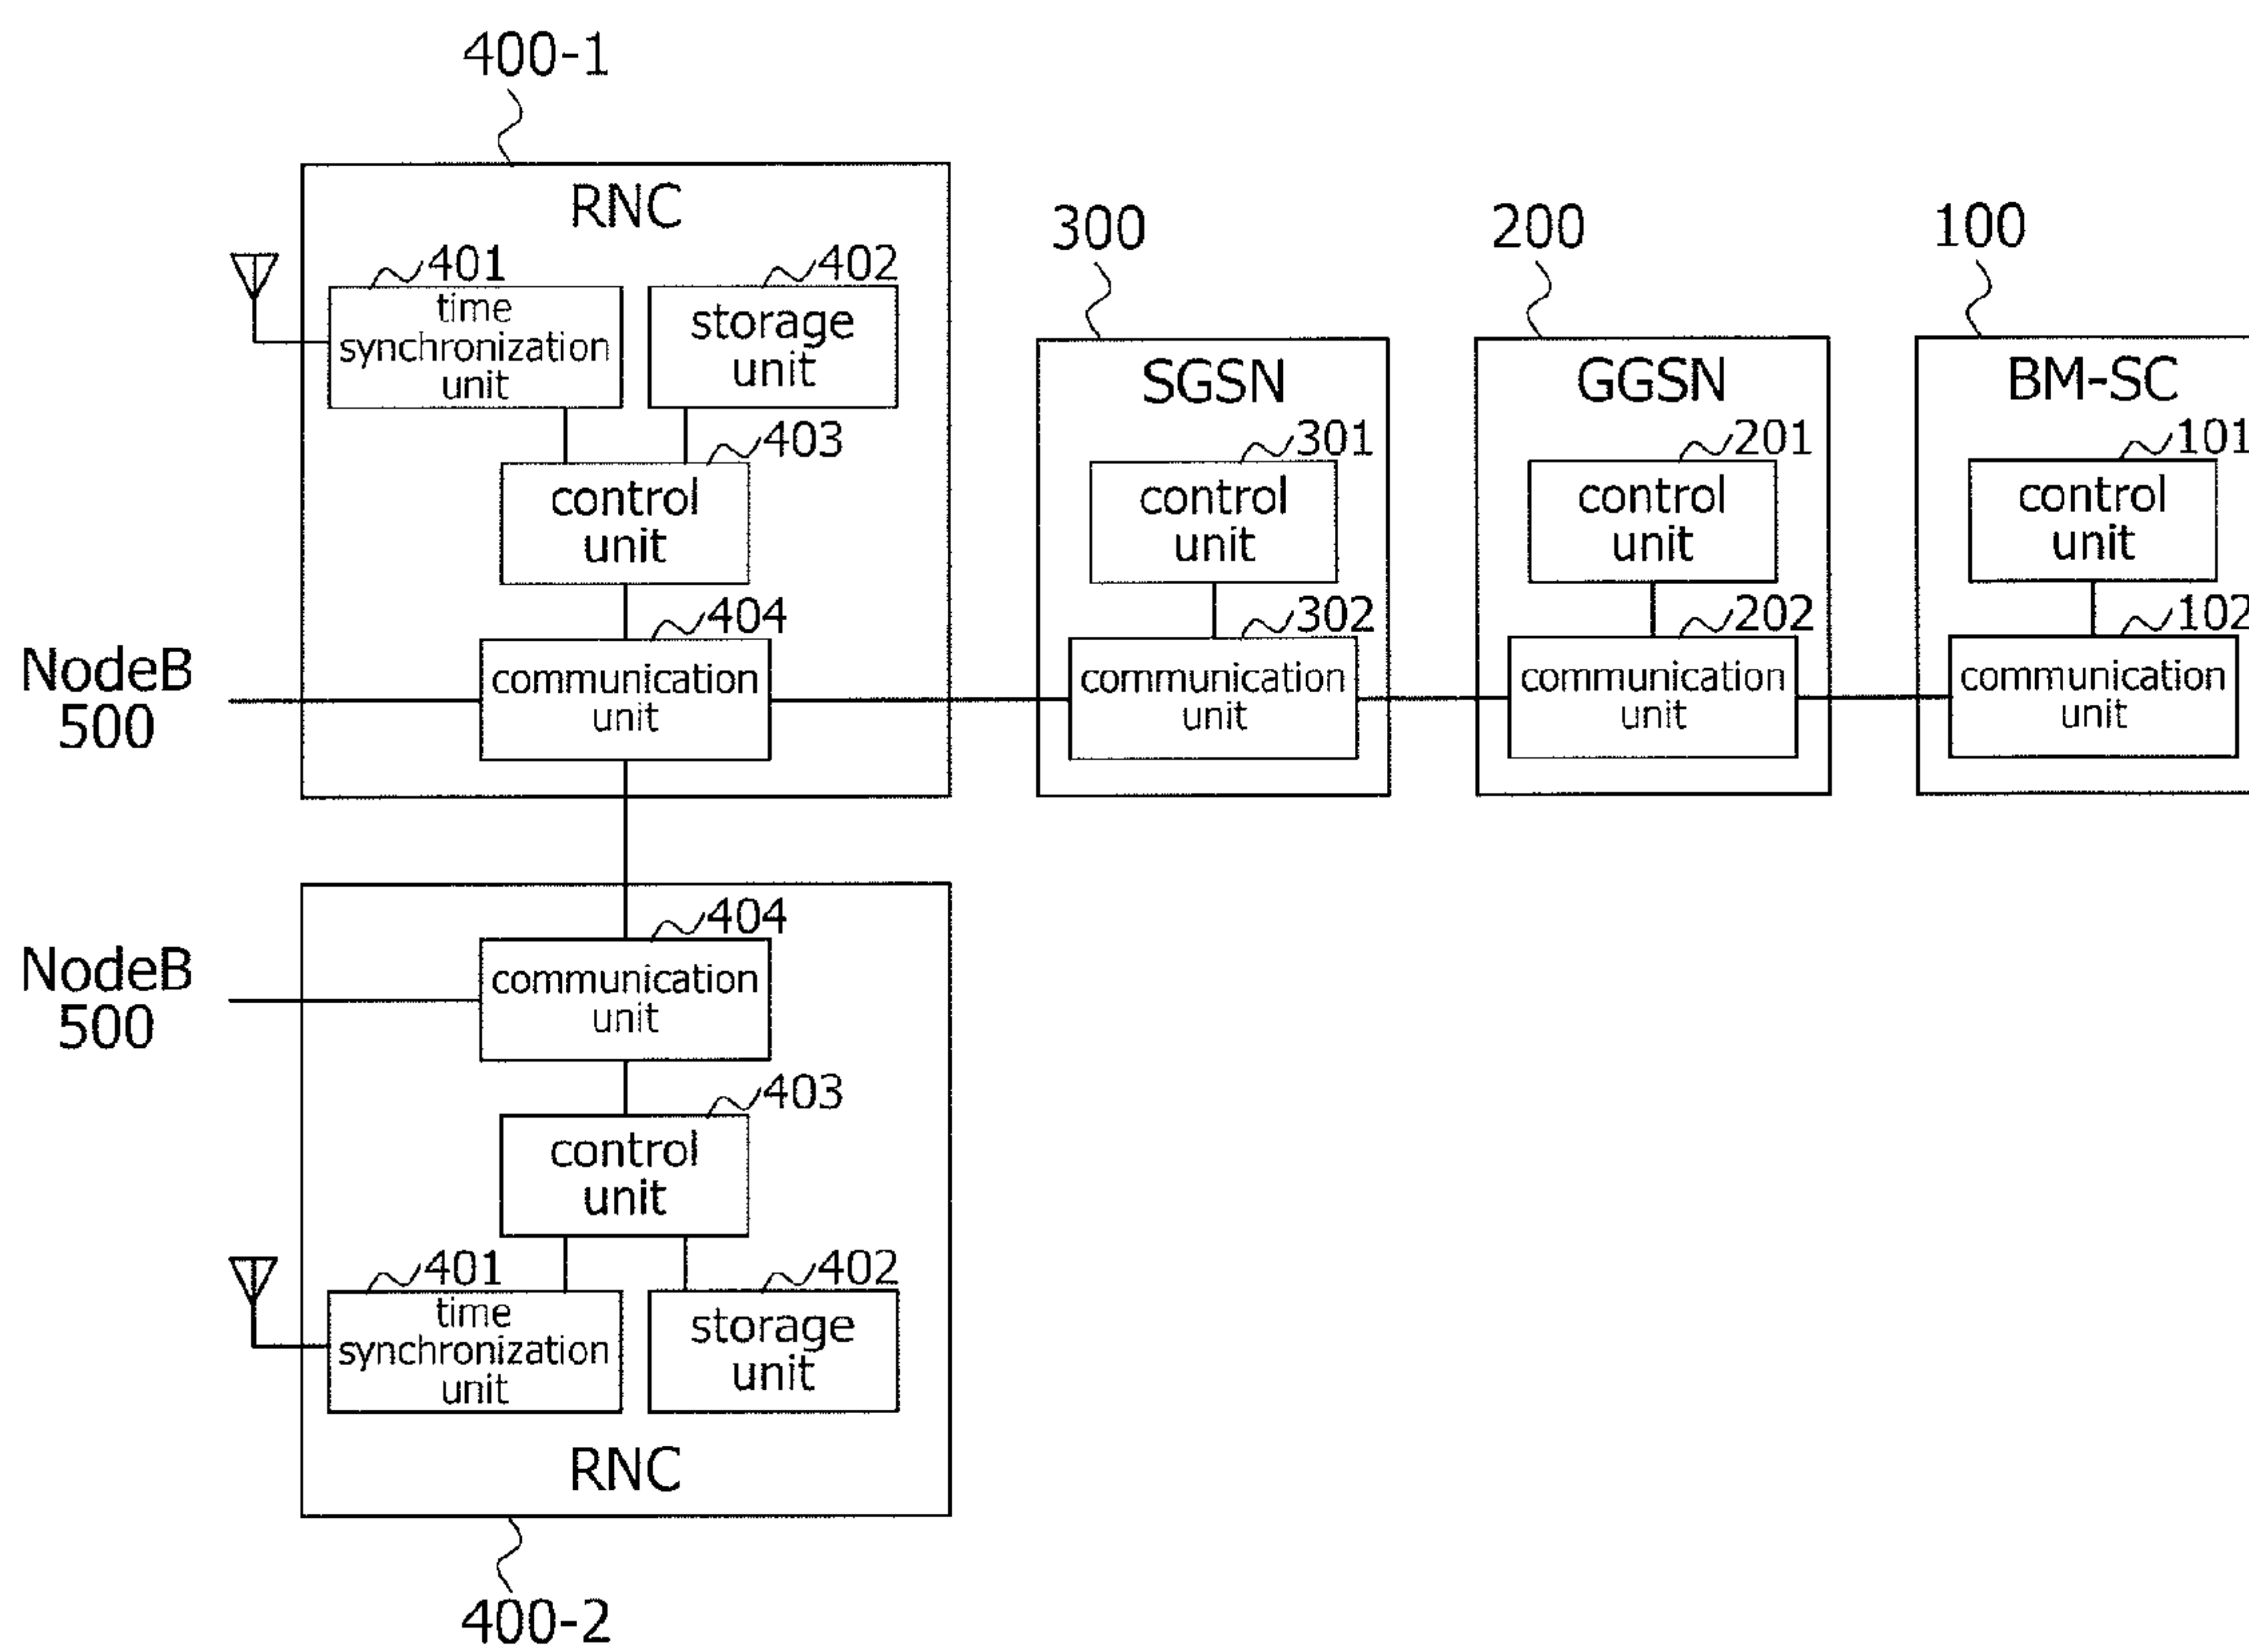 400-1
RNC
401
time
synchronization
unit
402
storage
unit
403
control
unit
404
communication
unit
NodeB
500
300
SGSN
301
control
unit
302
communication
unit
200
GGSN
201
control
unit
202
communication
unit
100
BM-SC
101
control
unit
102
communication
unit
404
communication
unit
NodeB
500
403
control
unit
401
time
synchronization
unit
402
storage
unit
RNC
400-2